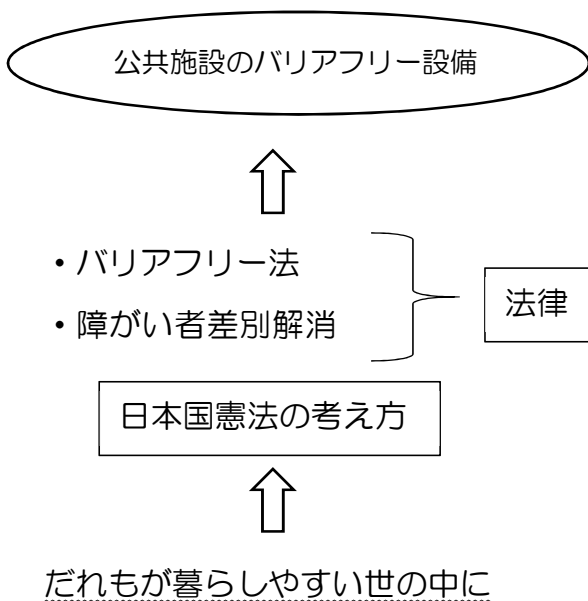 公共施設のバリアフリー設備
・バリアフリー法
・障がい者差別解消
法律
日本国憲法の考え方
だれもが暮らしやすい世の中に